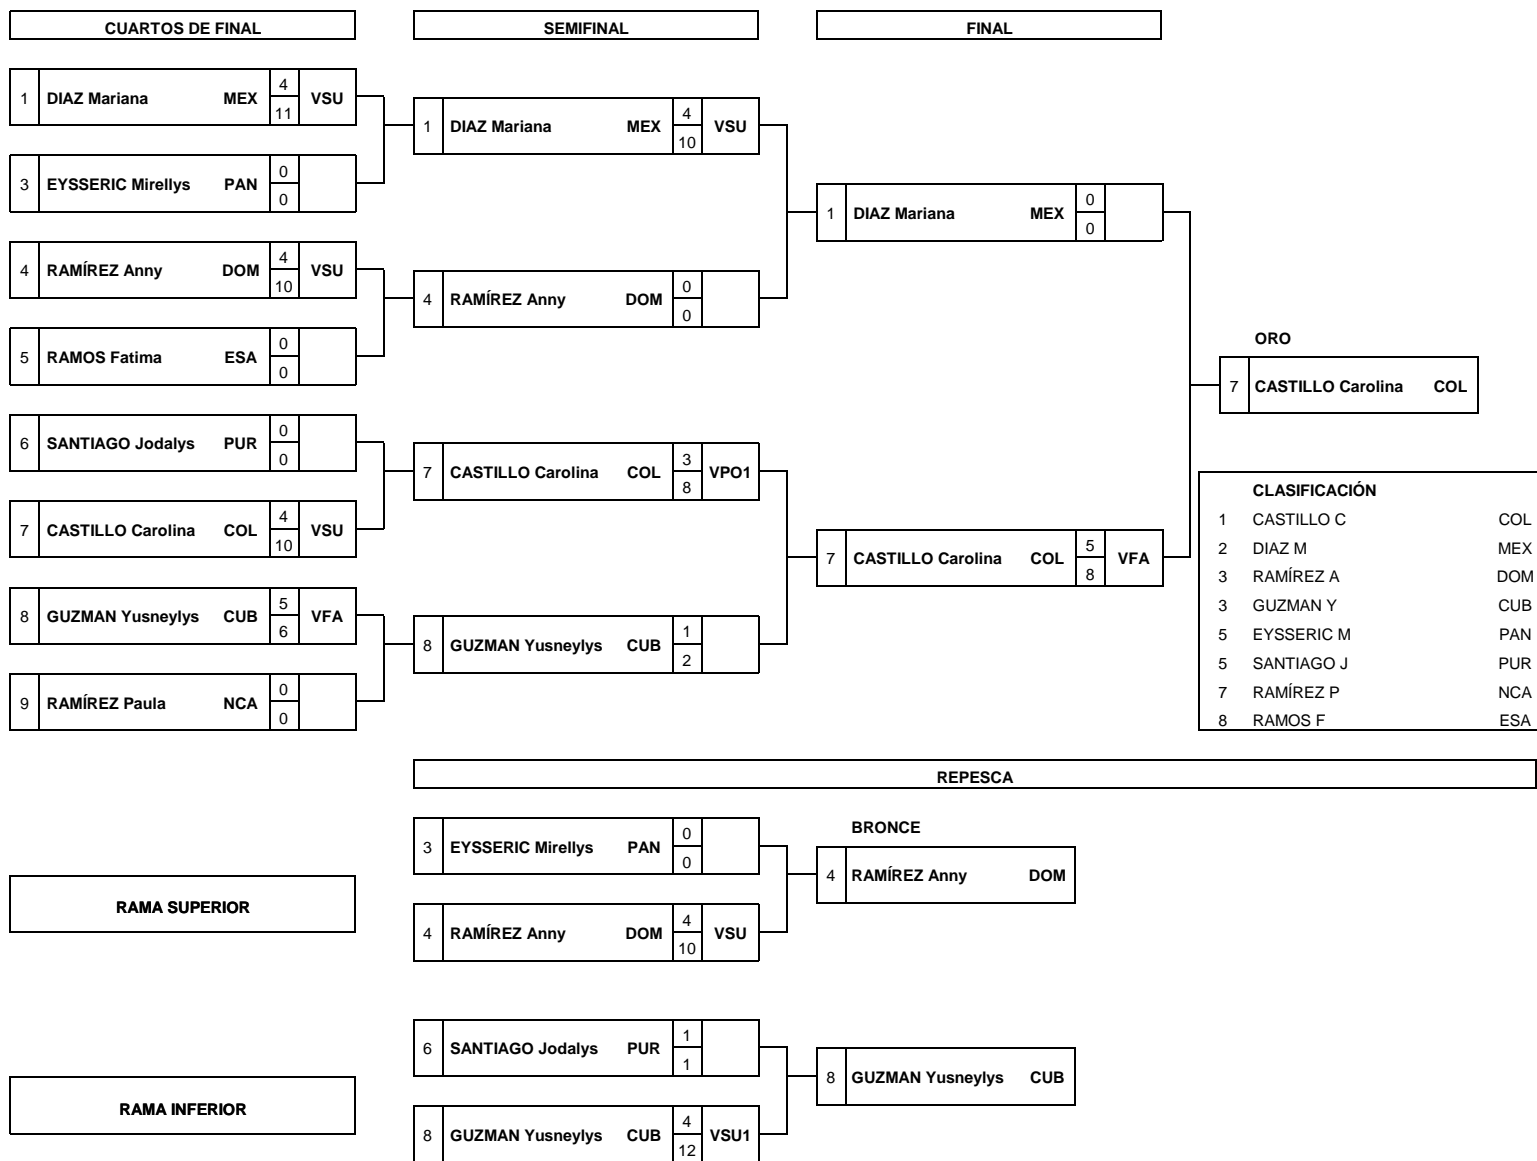 CUARTOS DE FINAL SEMIFINAL FINAL
1 DIAZ Mariana MEX 4 11 VSU
3 EYSSERIC Mirellys PAN 0 0
4 RAMÍREZ Anny DOM 4 10 VSU
5 RAMOS Fatima ESA 0 0
6 SANTIAGO Jodalys PUR 0 0
7 CASTILLO Carolina COL 4 10 VSU
8 GUZMAN Yusneylys CUB 5 6 VFA
9 RAMÍREZ Paula NCA 0 0
1 DIAZ Mariana MEX 4 10 VSU
4 RAMÍREZ Anny DOM 0 0
7 CASTILLO Carolina COL 3 8 VPO1
8 GUZMAN Yusneylys CUB 1 2
1 DIAZ Mariana MEX 0 0
7 CASTILLO Carolina COL 5 8 VFA
ORO
7 CASTILLO Carolina COL
CLASIFICACIÓN
1 CASTILLO C COL
2 DIAZ M MEX
3 RAMÍREZ A DOM
3 GUZMAN Y CUB
5 EYSSERIC M PAN
5 SANTIAGO J PUR
7 RAMÍREZ P NCA
8 RAMOS F ESA
REPESCA
RAMA SUPERIOR
3 EYSSERIC Mirellys PAN 0 0
4 RAMÍREZ Anny DOM 4 10 VSU
BRONCE
4 RAMÍREZ Anny DOM
RAMA INFERIOR
6 SANTIAGO Jodalys PUR 1 1
8 GUZMAN Yusneylys CUB 4 12 VSU1
8 GUZMAN Yusneylys CUB